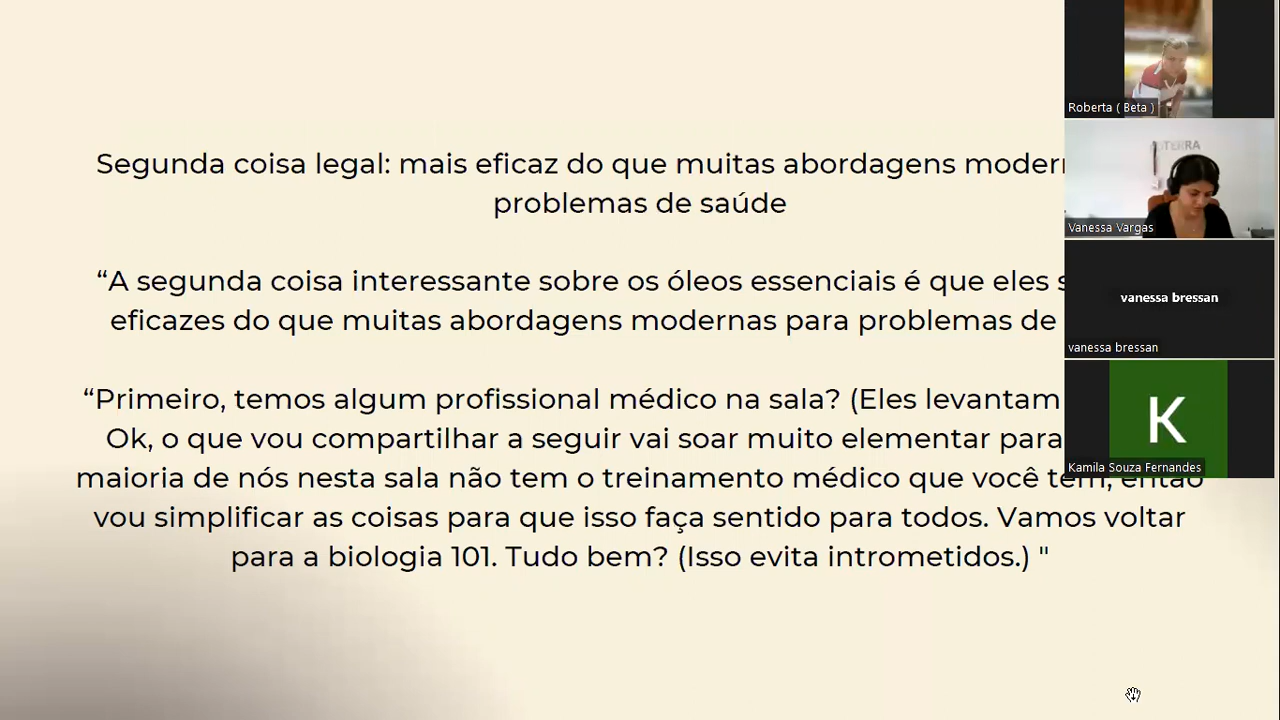 Segunda coisa legal: mais eficaz do que muitas abordagens moder
problemas de saúde
“A segunda coisa interessante sobre os óleos essenciais é que eles s
eficazes do que muitas abordagens modernas para problemas de
“Primeiro, temos algum profissional médico na sala? (Eles levantam
Ok, o que vou compartilhar a seguir vai soar muito elementar para
maioria de nós nesta sala não tem o treinamento médico que você tem, então
vou simplificar as coisas para que isso faça sentido para todos. Vamos voltar
para a biologia 101. Tudo bem? (Isso evita intrometidos.) "
Roberta ( Beta )
TERRA
Vanessa Vargas
vanessa bressan
vanessa bressan
K
Kamila Souza Fernandes